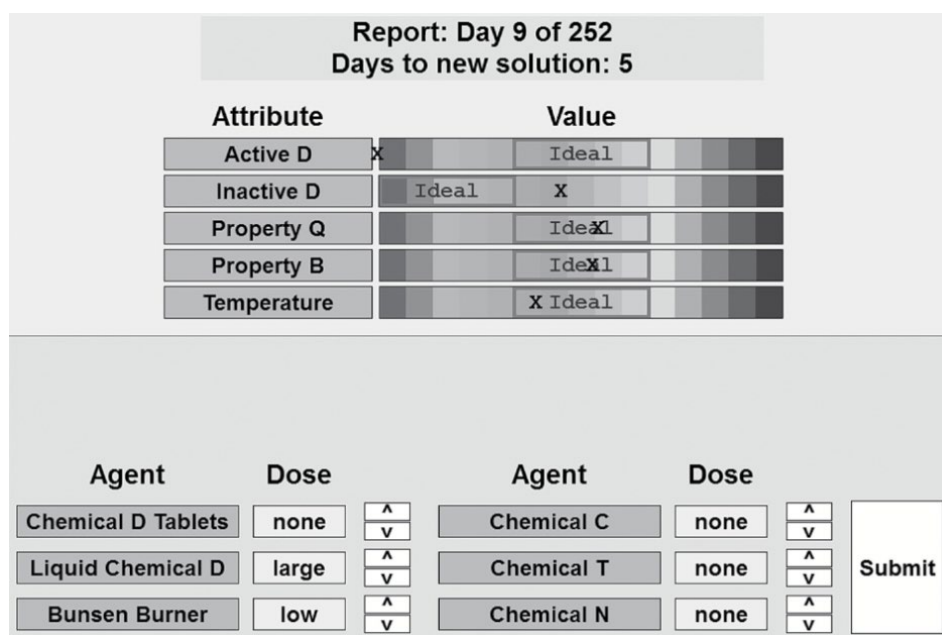 Report: Day 9 of 252
Days to new solution: 5
Attribute Value
Active D X Ideal
Inactive D Ideal X
Property Q Ideal X
Property B Ideal X
Temperature X Ideal
Agent Dose Agent Dose
Chemical D Tablets none ^ v Chemical C none ^ v
Liquid Chemical D large ^ v Chemical T none ^ v Submit
Bunsen Burner low ^ v Chemical N none ^ v